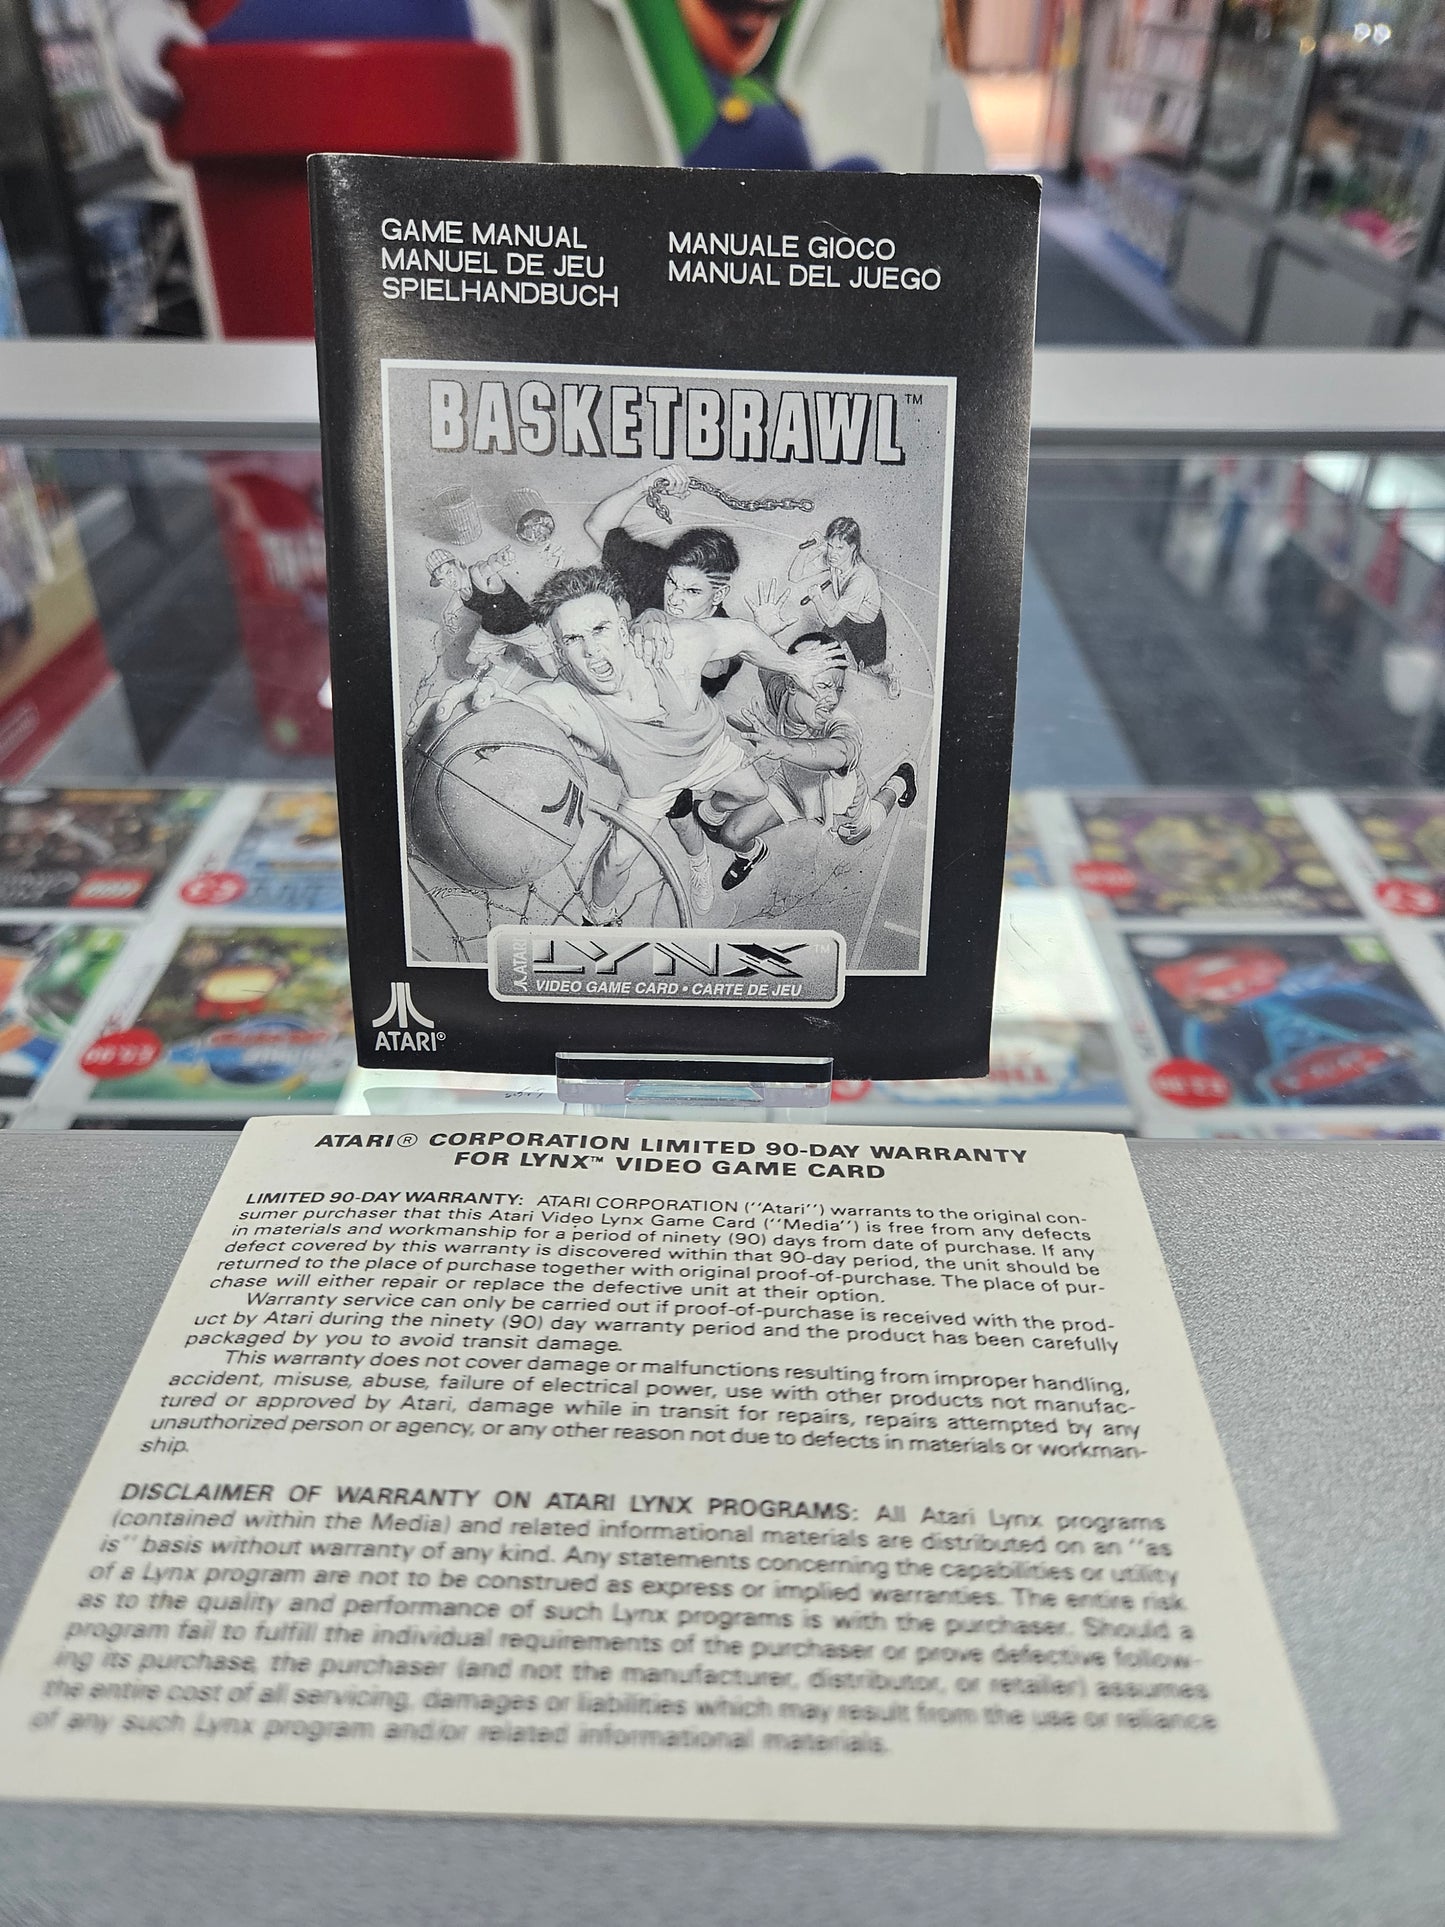 GAME MANUAL
MANUEL DE JEU
SPIELHANDBUCH
MANUALE GIOCO
MANUAL DEL JUEGO
BASKETBRAWL™
ATARI LYNX™
VIDEO GAME CARD • CARTE DE JEU
ATARI®
ATARI® CORPORATION LIMITED 90-DAY WARRANTY
FOR LYNX™ VIDEO GAME CARD
LIMITED 90-DAY WARRANTY: ATARI CORPORATION (''Atari'') warrants to the original con-
sumer purchaser that this Atari Video Lynx Game Card (''Media'') is free from any defects
in materials and workmanship for a period of ninety (90) days from date of purchase. If any
defect covered by this warranty is discovered within that 90-day period, the unit should be
returned to the place of purchase together with original proof-of-purchase. The place of pur-
chase will either repair or replace the defective unit at their option.
Warranty service can only be carried out if proof-of-purchase is received with the prod-
uct by Atari during the ninety (90) day warranty period and the product has been carefully
packaged by you to avoid transit damage.
This warranty does not cover damage or malfunctions resulting from improper handling,
accident, misuse, abuse, failure of electrical power, use with other products not manufac-
tured or approved by Atari, damage while in transit for repairs, repairs attempted by any
unauthorized person or agency, or any other reason not due to defects in materials or workman-
ship.
DISCLAIMER OF WARRANTY ON ATARI LYNX PROGRAMS: All Atari Lynx programs
(contained within the Media) and related informational materials are distributed on an ''as
is'' basis without warranty of any kind. Any statements concerning the capabilities or utility
of a Lynx program are not to be construed as express or implied warranties. The entire risk
as to the quality and performance of such Lynx programs is with the purchaser. Should a
program fail to fulfill the individual requirements of the purchaser or prove defective follow-
ing its purchase, the purchaser (and not the manufacturer, distributor, or retailer) assumes
the entire cost of all servicing, damages or liabilities which may result from the use or reliance
of any such Lynx program and/or related informational materials.